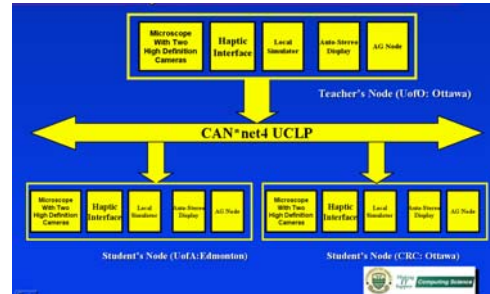 Microscope
With Two
High Definition
Cameras
Haptic
Interface
Local
Simulator
Auto-Stereo
Display
AG Node
Teacher's Node (UofO: Ottawa)
CAN*net4 UCLP
Microscope
With Two
High Definition
Cameras
Haptic
Interface
Local
Simulator
Auto-Stereo
Display
AG Node
Microscope
With Two
High Definition
Cameras
Haptic
Interface
Local
Simulator
Auto-Stereo
Display
AG Node
Student's Node (UofA:Edmonton)
Student's Node (CRC: Ottawa)
Making
IT
Happen
Computing Science